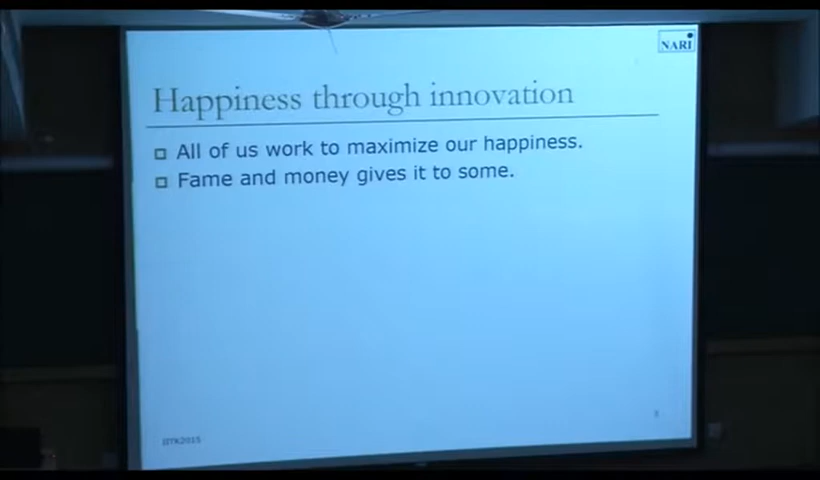 NARI
Happiness through innovation
All of us work to maximize our happiness.
Fame and money gives it to some.
IITK2015